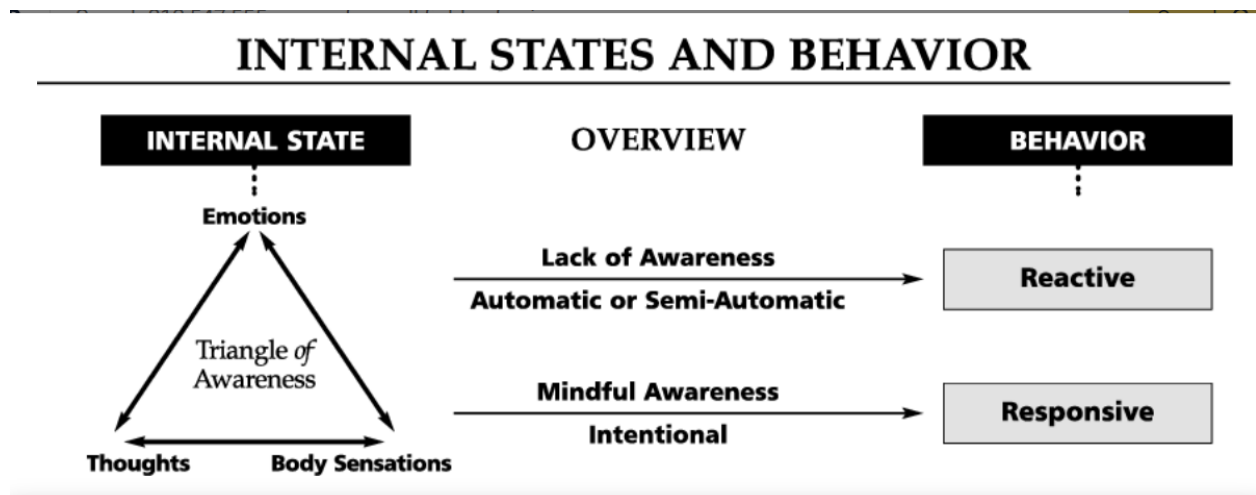 INTERNAL STATES AND BEHAVIOR
INTERNAL STATE
OVERVIEW
BEHAVIOR
Emotions
Triangle of
Awareness
Thoughts
Body Sensations
Lack of Awareness
Automatic or Semi-Automatic
Reactive
Mindful Awareness
Intentional
Responsive